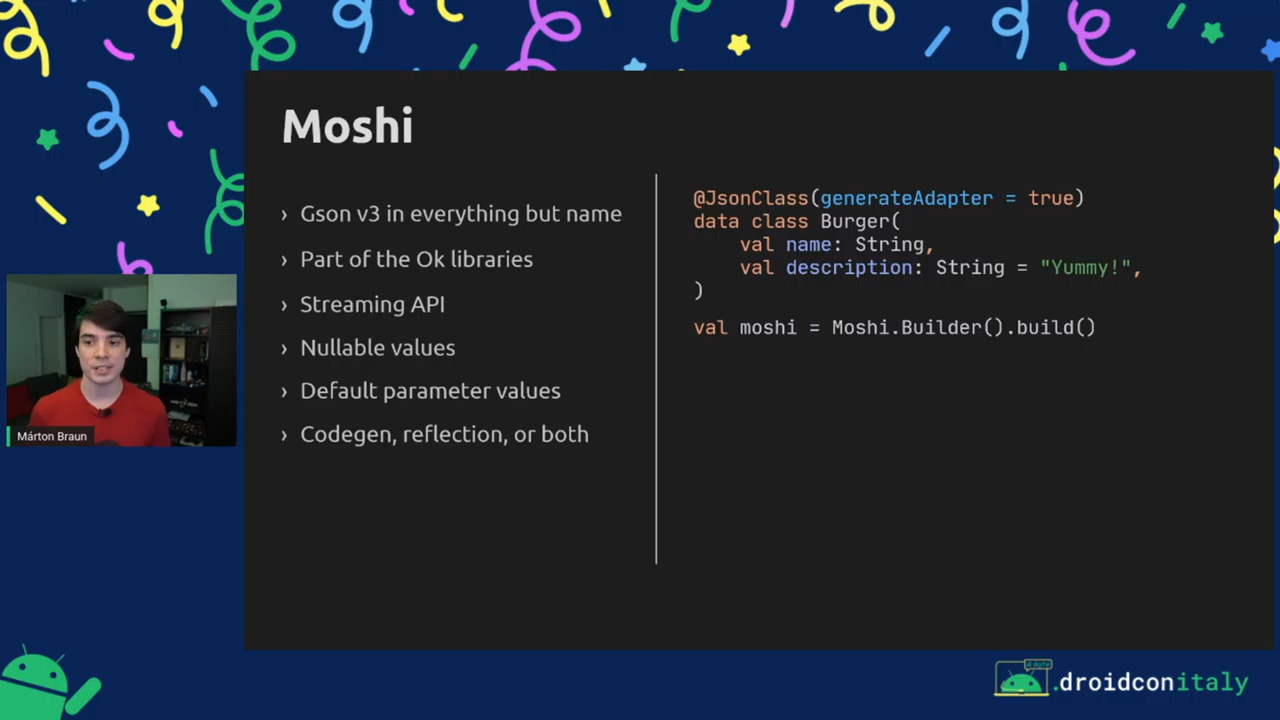 Moshi
› Gson v3 in everything but name
› Part of the Ok libraries
› Streaming API
› Nullable values
› Default parameter values
› Codegen, reflection, or both
@JsonClass(generateAdapter = true)
data class Burger(
    val name: String,
    val description: String = "Yummy!",
)
val moshi = Moshi.Builder().build()
Márton Braun
.droidconitaly